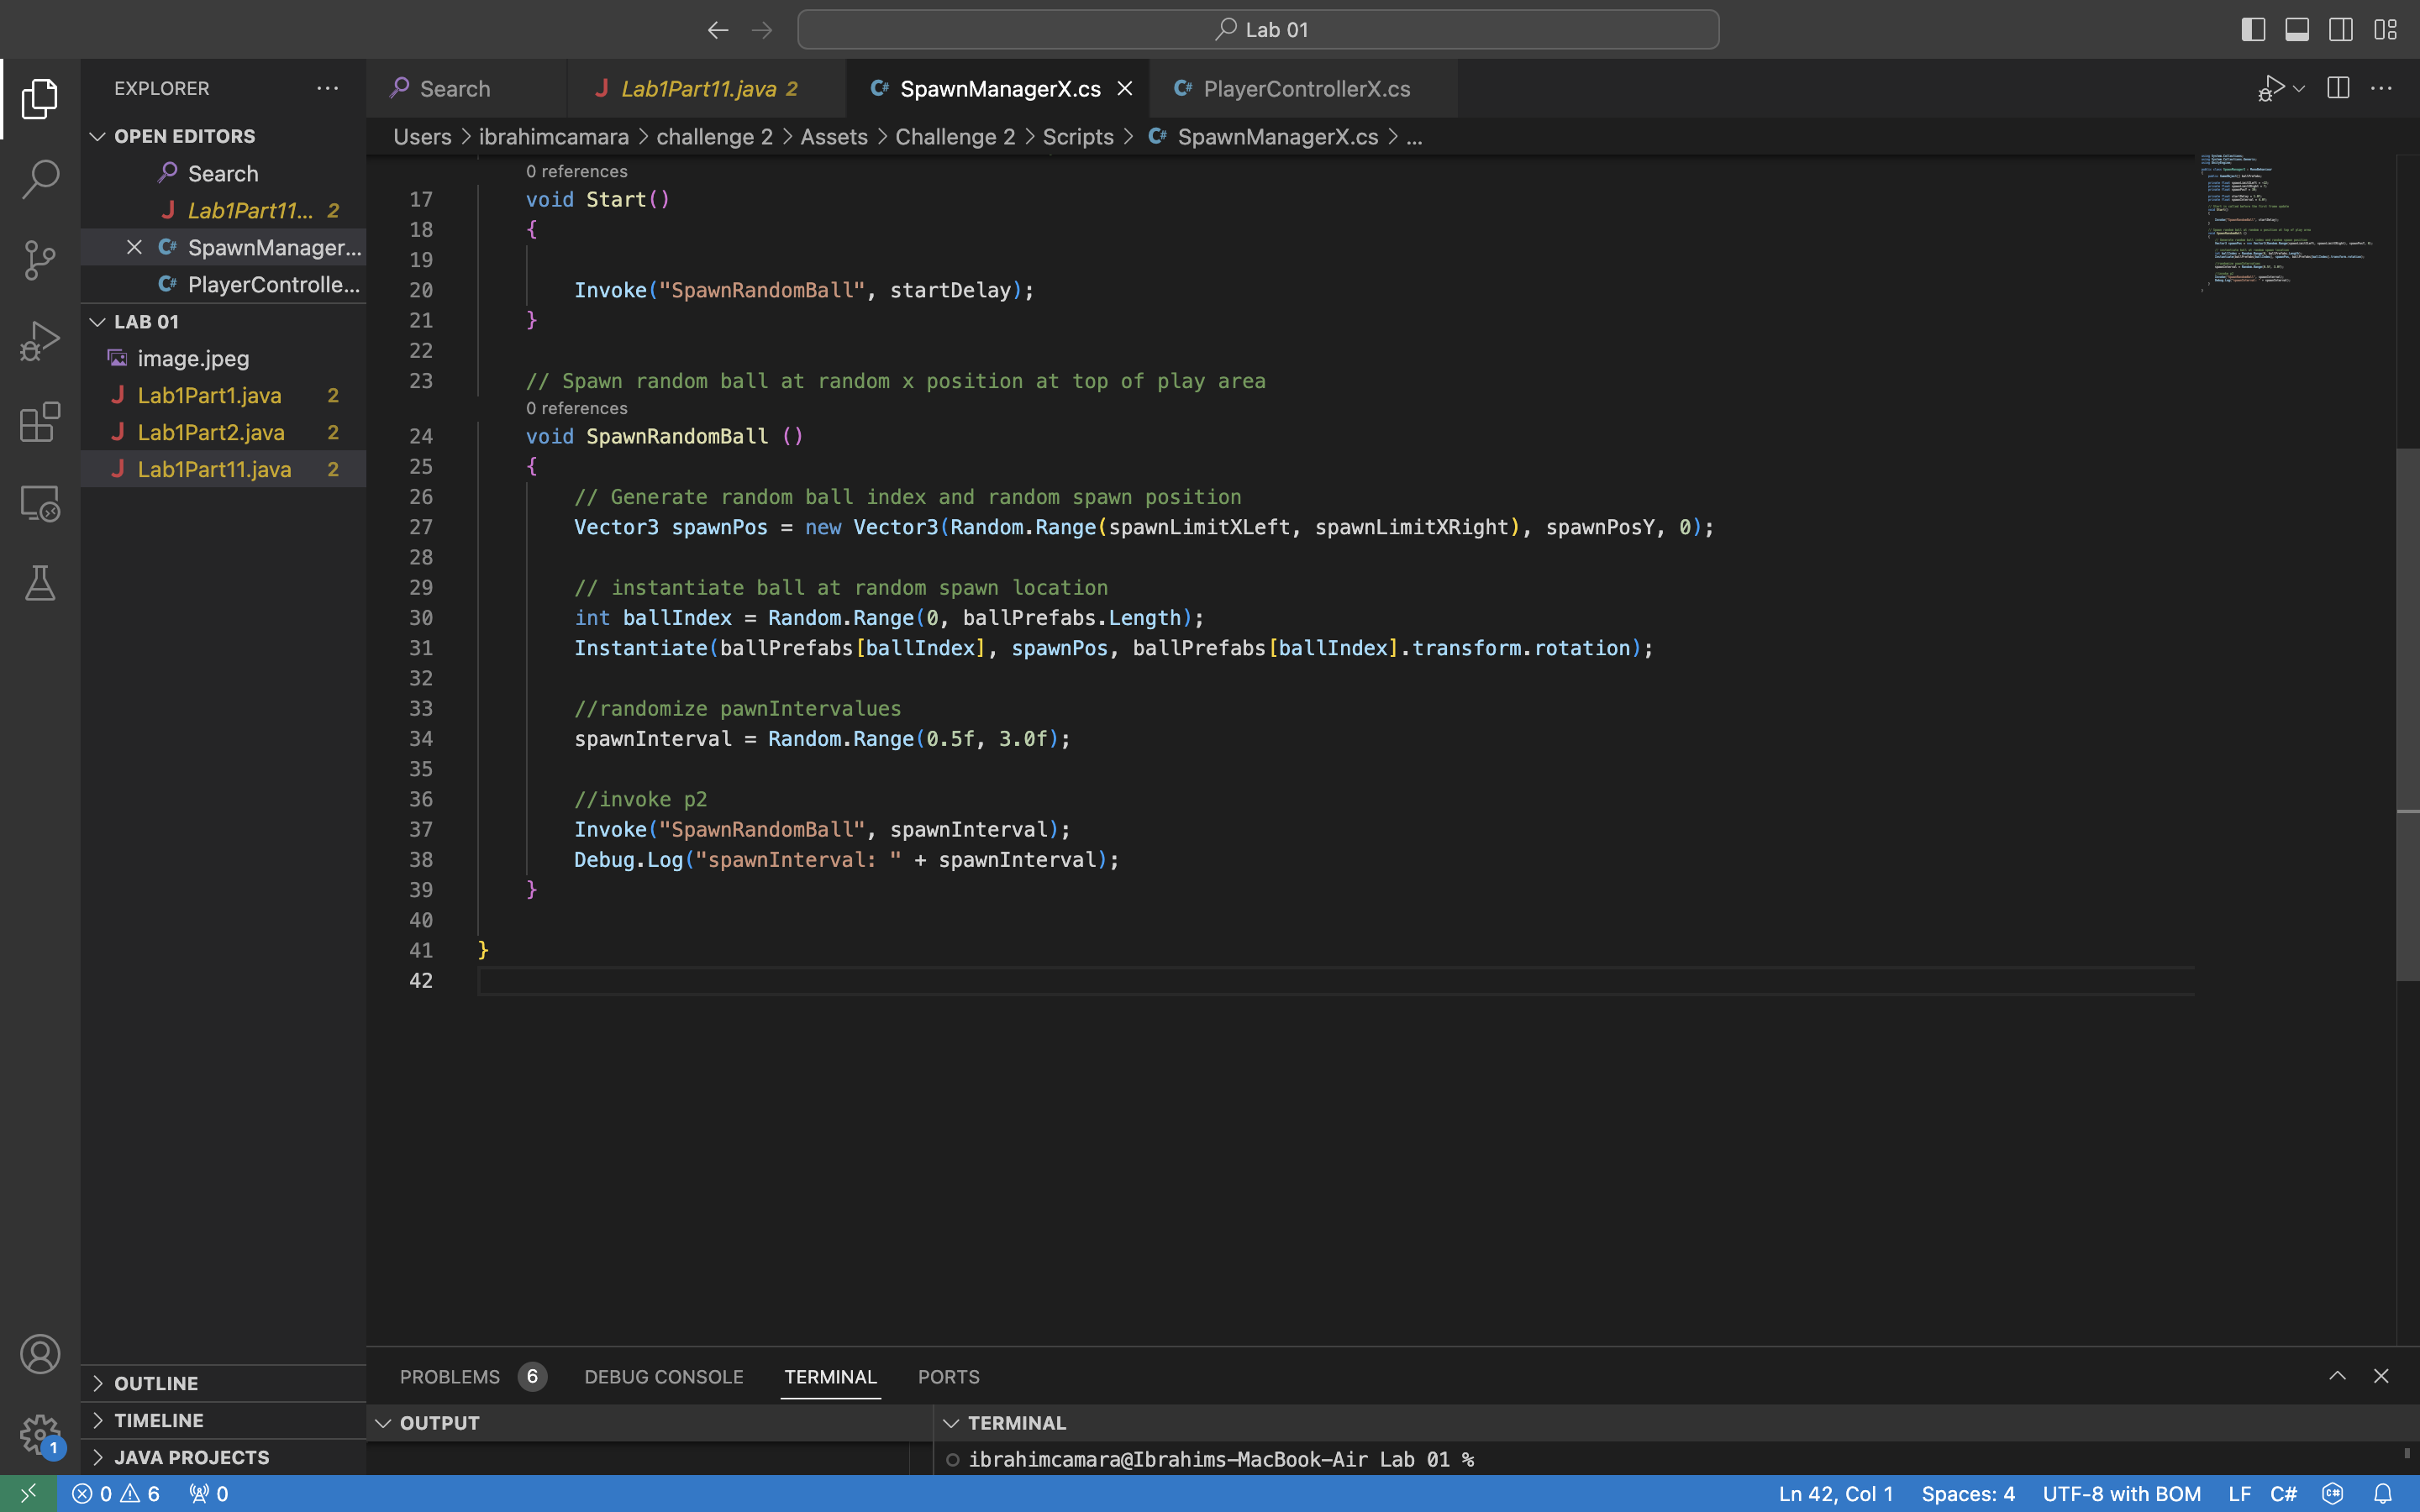 Lab 01
EXPLORER
Search
Lab1Part11.java 2
SpawnManagerX.cs
PlayerControllerX.cs
OPEN EDITORS
Search
Lab1Part11... 2
SpawnManager...
PlayerControlle...
LAB 01
image.jpeg
Lab1Part1.java 2
Lab1Part2.java 2
Lab1Part11.java 2
OUTLINE
TIMELINE
JAVA PROJECTS
1
Users > ibrahimcamara > challenge 2 > Assets > Challenge 2 > Scripts > SpawnManagerX.cs > ...
0 references
17 void Start()
18 {
19
20 Invoke("SpawnRandomBall", startDelay);
21 }
22
23 // Spawn random ball at random x position at top of play area
0 references
24 void SpawnRandomBall ()
25 {
26 // Generate random ball index and random spawn position
27 Vector3 spawnPos = new Vector3(Random.Range(spawnLimitXLeft, spawnLimitXRight), spawnPosY, 0);
28
29 // instantiate ball at random spawn location
30 int ballIndex = Random.Range(0, ballPrefabs.Length);
31 Instantiate(ballPrefabs[ballIndex], spawnPos, ballPrefabs[ballIndex].transform.rotation);
32
33 //randomize pawnIntervalues
34 spawnInterval = Random.Range(0.5f, 3.0f);
35
36 //invoke p2
37 Invoke("SpawnRandomBall", spawnInterval);
38 Debug.Log("spawnInterval: " + spawnInterval);
39 }
40
41 }
42
PROBLEMS 6 DEBUG CONSOLE TERMINAL PORTS
OUTPUT
TERMINAL
ibrahimcamara@Ibrahims-MacBook-Air Lab 01 %
0 6 0
Ln 42, Col 1 Spaces: 4 UTF-8 with BOM LF C#